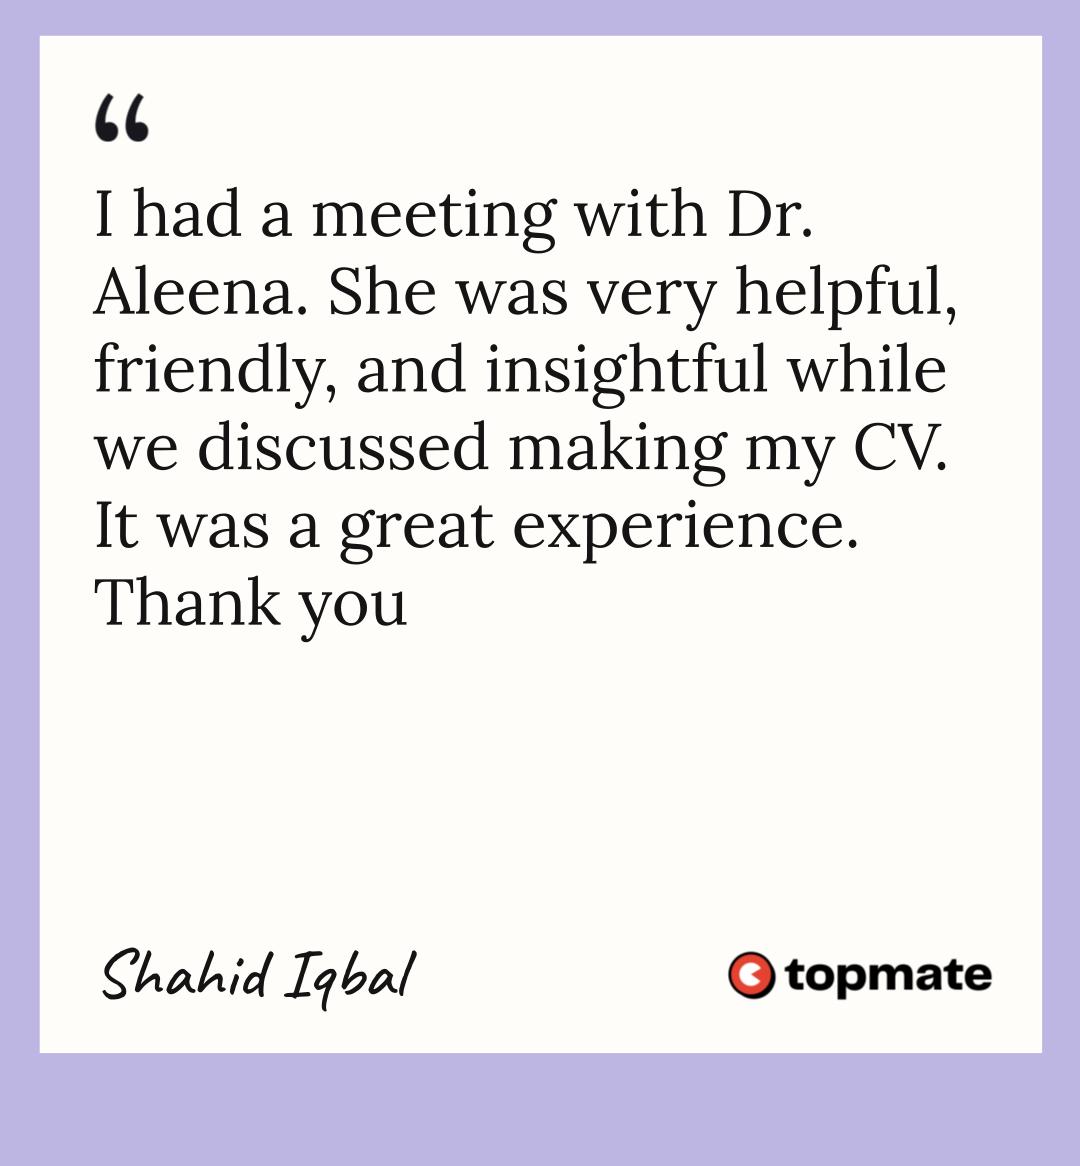 “
I had a meeting with Dr.
Aleena. She was very helpful,
friendly, and insightful while
we discussed making my CV.
It was a great experience.
Thank you
Shahid Iqbal
topmate